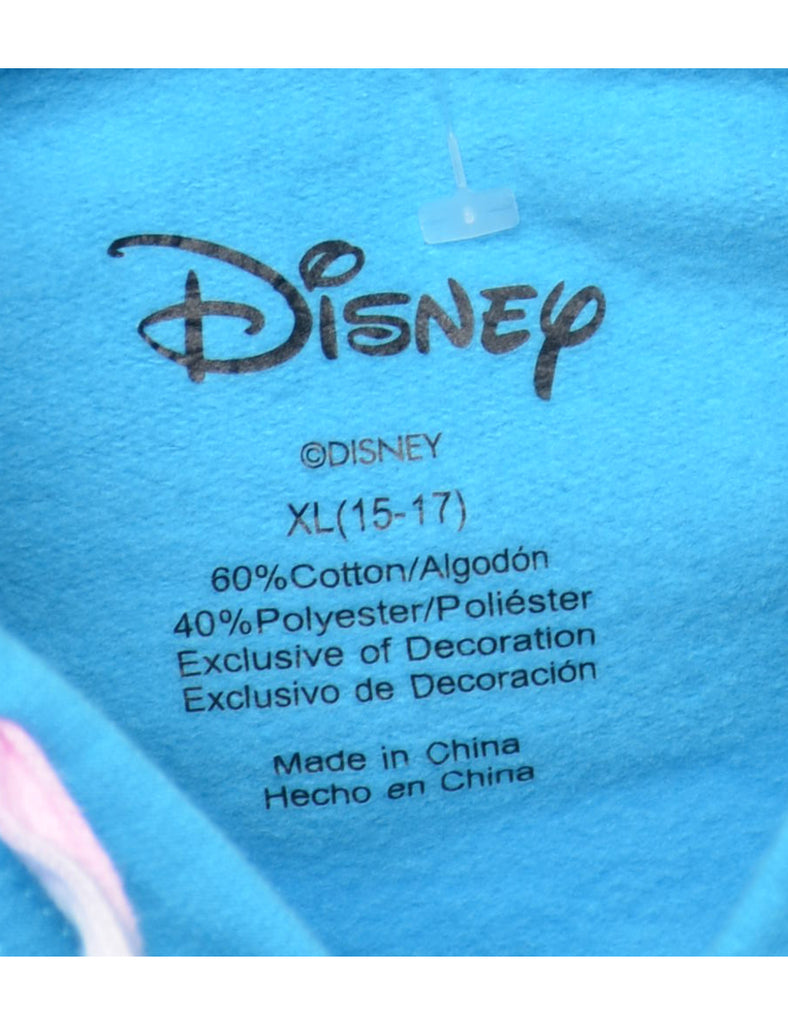 Disney
©DISNEY
XL(15-17)
60%Cotton/Algodón
40%Polyester/Poliéster
Exclusive of Decoration
Exclusivo de Decoración
Made in China
Hecho en China